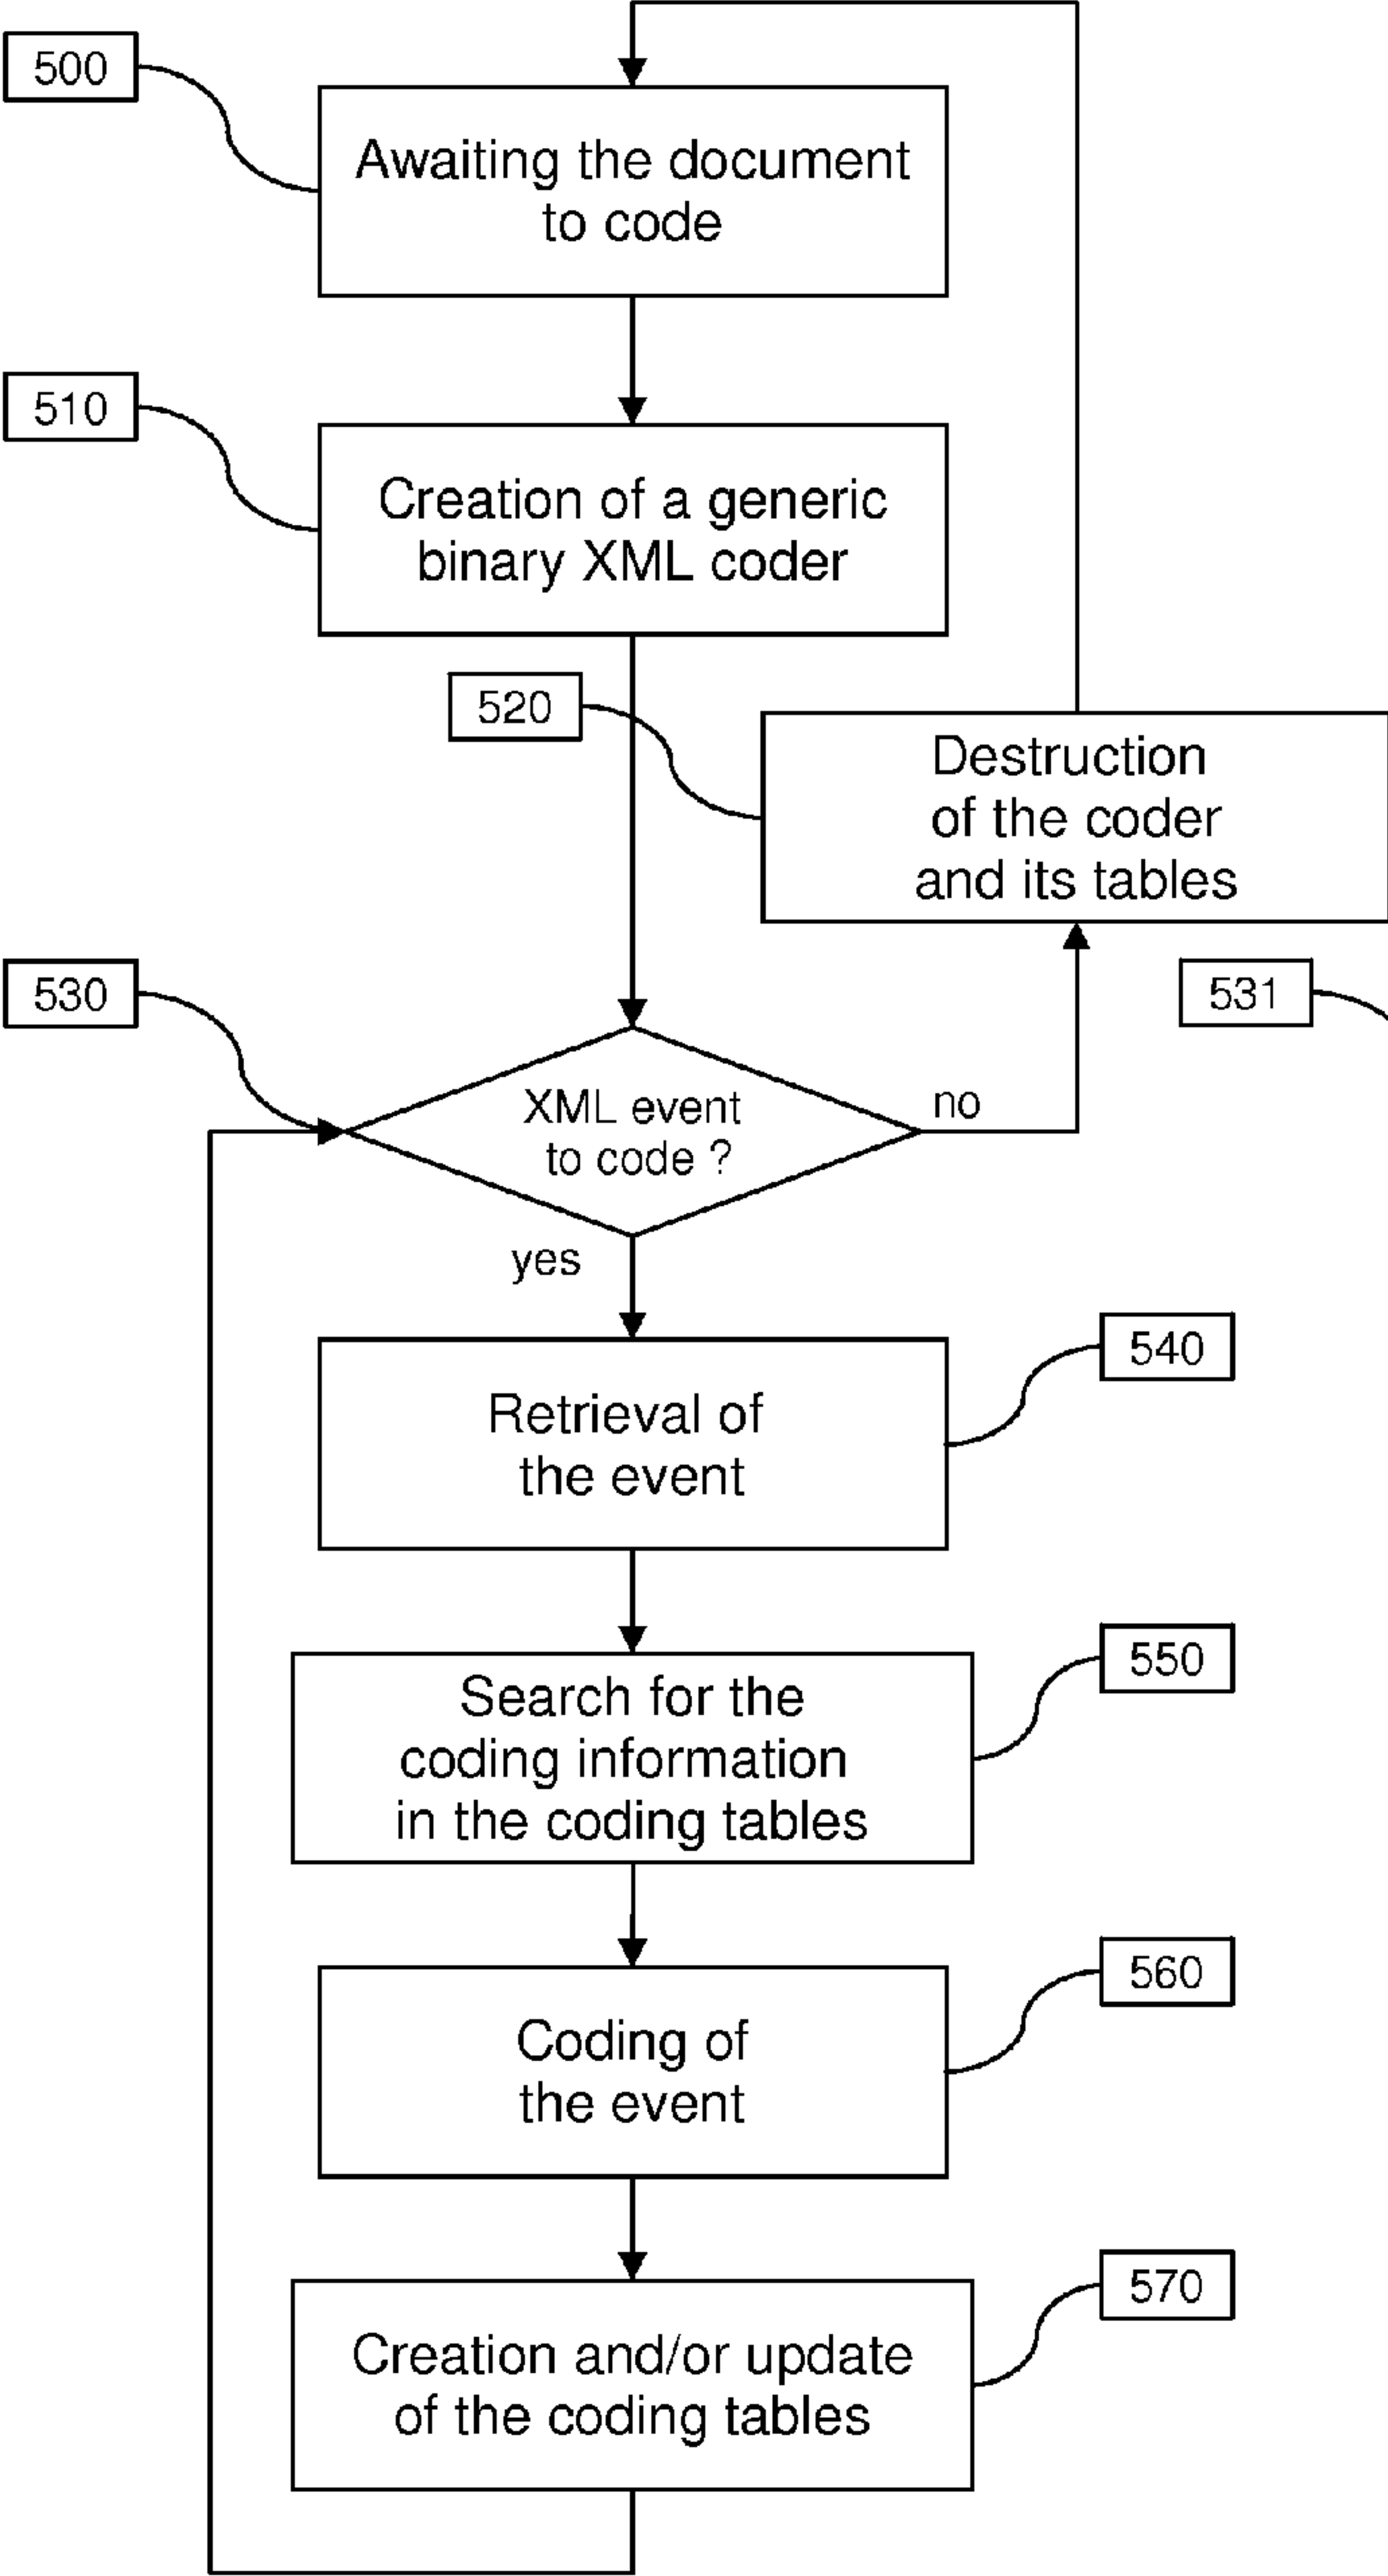 500
Awaiting the document
to code
510
Creation of a generic
binary XML coder
520
Destruction
of the coder
and its tables
530
531
XML event
to code ?
no
yes
540
Retrieval of
the event
550
Search for the
coding information
in the coding tables
560
Coding of
the event
570
Creation and/or update
of the coding tables